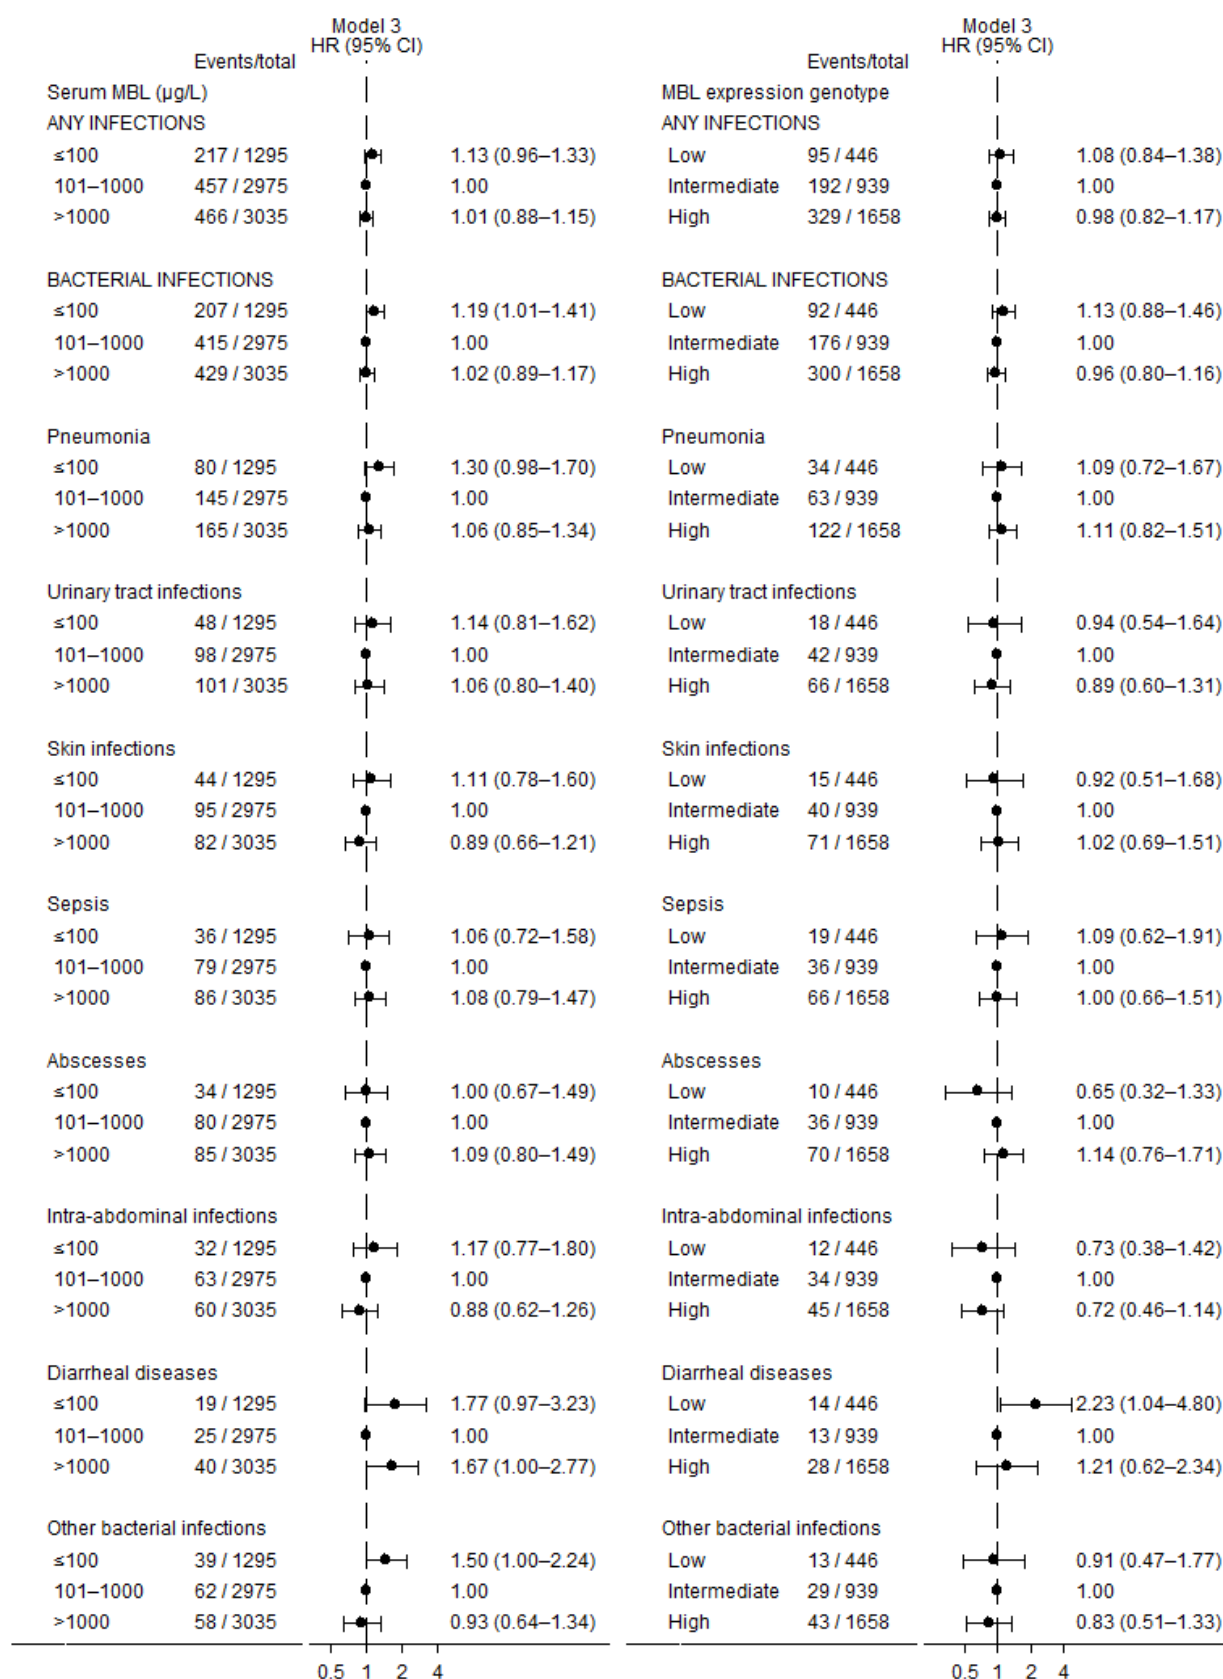 Model 3
HR (95% CI)
Events/total
Serum MBL (µg/L)
ANY INFECTIONS
≤100 217 / 1295 1.13 (0.96–1.33)
101–1000 457 / 2975 1.00
>1000 466 / 3035 1.01 (0.88–1.15)
BACTERIAL INFECTIONS
≤100 207 / 1295 1.19 (1.01–1.41)
101–1000 415 / 2975 1.00
>1000 429 / 3035 1.02 (0.89–1.17)
Pneumonia
≤100 80 / 1295 1.30 (0.98–1.70)
101–1000 145 / 2975 1.00
>1000 165 / 3035 1.06 (0.85–1.34)
Urinary tract infections
≤100 48 / 1295 1.14 (0.81–1.62)
101–1000 98 / 2975 1.00
>1000 101 / 3035 1.06 (0.80–1.40)
Skin infections
≤100 44 / 1295 1.11 (0.78–1.60)
101–1000 95 / 2975 1.00
>1000 82 / 3035 0.89 (0.66–1.21)
Sepsis
≤100 36 / 1295 1.06 (0.72–1.58)
101–1000 79 / 2975 1.00
>1000 86 / 3035 1.08 (0.79–1.47)
Abscesses
≤100 34 / 1295 1.00 (0.67–1.49)
101–1000 80 / 2975 1.00
>1000 85 / 3035 1.09 (0.80–1.49)
Intra-abdominal infections
≤100 32 / 1295 1.17 (0.77–1.80)
101–1000 63 / 2975 1.00
>1000 60 / 3035 0.88 (0.62–1.26)
Diarrheal diseases
≤100 19 / 1295 1.77 (0.97–3.23)
101–1000 25 / 2975 1.00
>1000 40 / 3035 1.67 (1.00–2.77)
Other bacterial infections
≤100 39 / 1295 1.50 (1.00–2.24)
101–1000 62 / 2975 1.00
>1000 58 / 3035 0.93 (0.64–1.34)
0.5 1 2 4
Model 3
HR (95% CI)
Events/total
MBL expression genotype
ANY INFECTIONS
Low 95 / 446 1.08 (0.84–1.38)
Intermediate 192 / 939 1.00
High 329 / 1658 0.98 (0.82–1.17)
BACTERIAL INFECTIONS
Low 92 / 446 1.13 (0.88–1.46)
Intermediate 176 / 939 1.00
High 300 / 1658 0.96 (0.80–1.16)
Pneumonia
Low 34 / 446 1.09 (0.72–1.67)
Intermediate 63 / 939 1.00
High 122 / 1658 1.11 (0.82–1.51)
Urinary tract infections
Low 18 / 446 0.94 (0.54–1.64)
Intermediate 42 / 939 1.00
High 66 / 1658 0.89 (0.60–1.31)
Skin infections
Low 15 / 446 0.92 (0.51–1.68)
Intermediate 40 / 939 1.00
High 71 / 1658 1.02 (0.69–1.51)
Sepsis
Low 19 / 446 1.09 (0.62–1.91)
Intermediate 36 / 939 1.00
High 66 / 1658 1.00 (0.66–1.51)
Abscesses
Low 10 / 446 0.65 (0.32–1.33)
Intermediate 36 / 939 1.00
High 70 / 1658 1.14 (0.76–1.71)
Intra-abdominal infections
Low 12 / 446 0.73 (0.38–1.42)
Intermediate 34 / 939 1.00
High 45 / 1658 0.72 (0.46–1.14)
Diarrheal diseases
Low 14 / 446 2.23 (1.04–4.80)
Intermediate 13 / 939 1.00
High 28 / 1658 1.21 (0.62–2.34)
Other bacterial infections
Low 13 / 446 0.91 (0.47–1.77)
Intermediate 29 / 939 1.00
High 43 / 1658 0.83 (0.51–1.33)
0.5 1 2 4